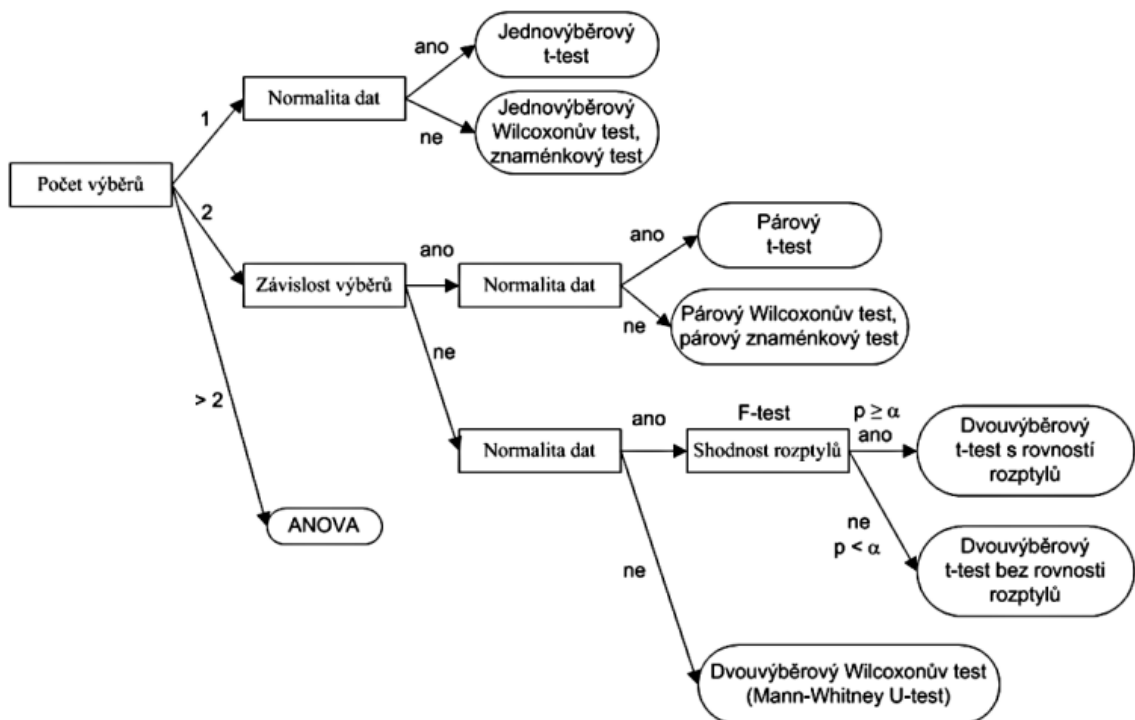 Jednovýběrový
t-test
ano
Normalita dat
1
ne
Jednovýběrový
Wilcoxonův test,
znaménkový test
Počet výběrů
2
Závislost výběrů
ano
Normalita dat
ano
Párový
t-test
ne
Párový Wilcoxonův test,
párový znaménkový test
ne
> 2
Normalita dat
ano
F-test
Shodnost rozptylů
p ≥ α
ano
Dvouvýběrový
t-test s rovností
rozptylů
ANOVA
ne
p < α
Dvouvýběrový
t-test bez rovnosti
rozptylů
ne
Dvouvýběrový Wilcoxonův test
(Mann-Whitney U-test)